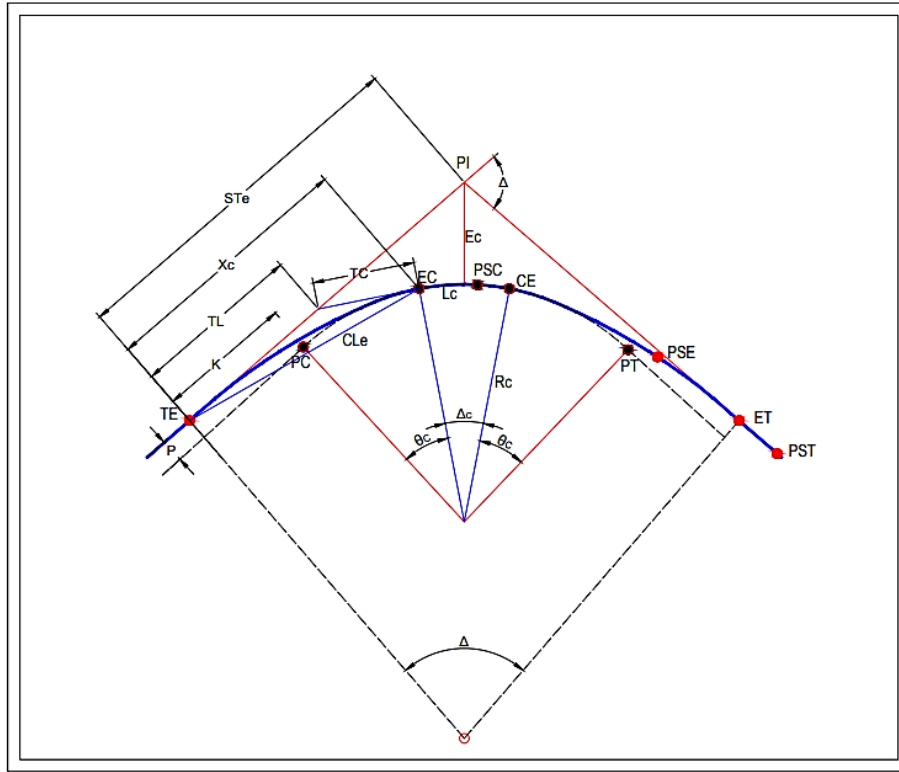 PI
Δ
STe
Ec
Xc
TC
EC
PSC
CE
Lc
TL
CLe
K
PC
PT
PSE
Rc
TE
Δc
ET
θc
θc
P
PST
Δ